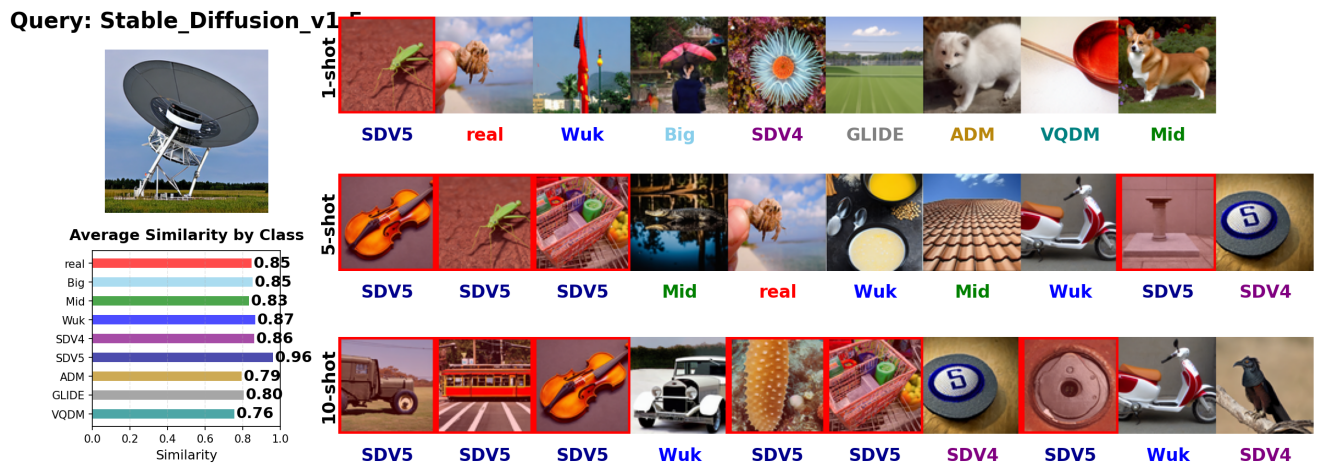 Query: Stable_Diffusion_v1.5
1-shot
SDV5 real Wuk Big SDV4 GLIDE ADM VQDM Mid
Average Similarity by Class
real 0.85
Big 0.85
Mid 0.83
Wuk 0.87
SDV4 0.86
SDV5 0.96
ADM 0.79
GLIDE 0.80
VQDM 0.76
0.0 0.2 0.4 0.6 0.8 1.0
Similarity
5-shot
S
SDV5 SDV5 SDV5 Mid real Wuk Mid Wuk SDV5 SDV4
10-shot
S
SDV5 SDV5 SDV5 Wuk SDV5 SDV5 SDV4 SDV5 Wuk SDV4